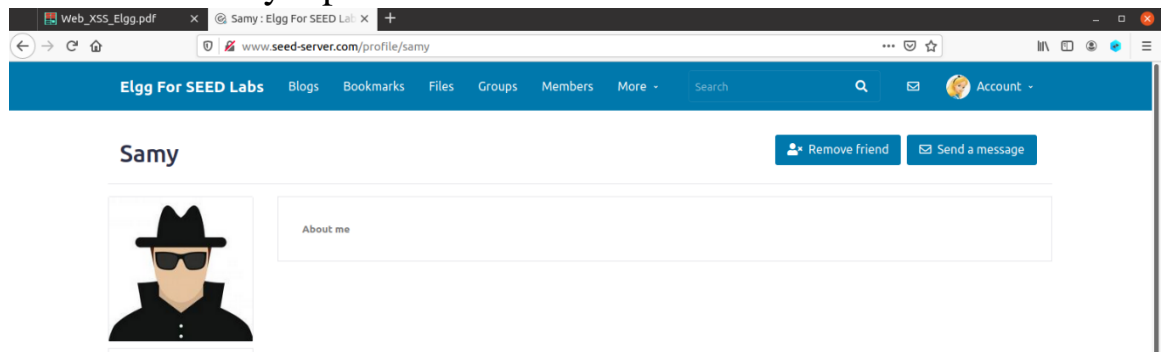 Web_XSS_Elgg.pdf
Samy : Elgg For SEED Lab
www.seed-server.com/profile/samy
Elgg For SEED Labs Blogs Bookmarks Files Groups Members More Search Account
Samy
Remove friend Send a message
About me